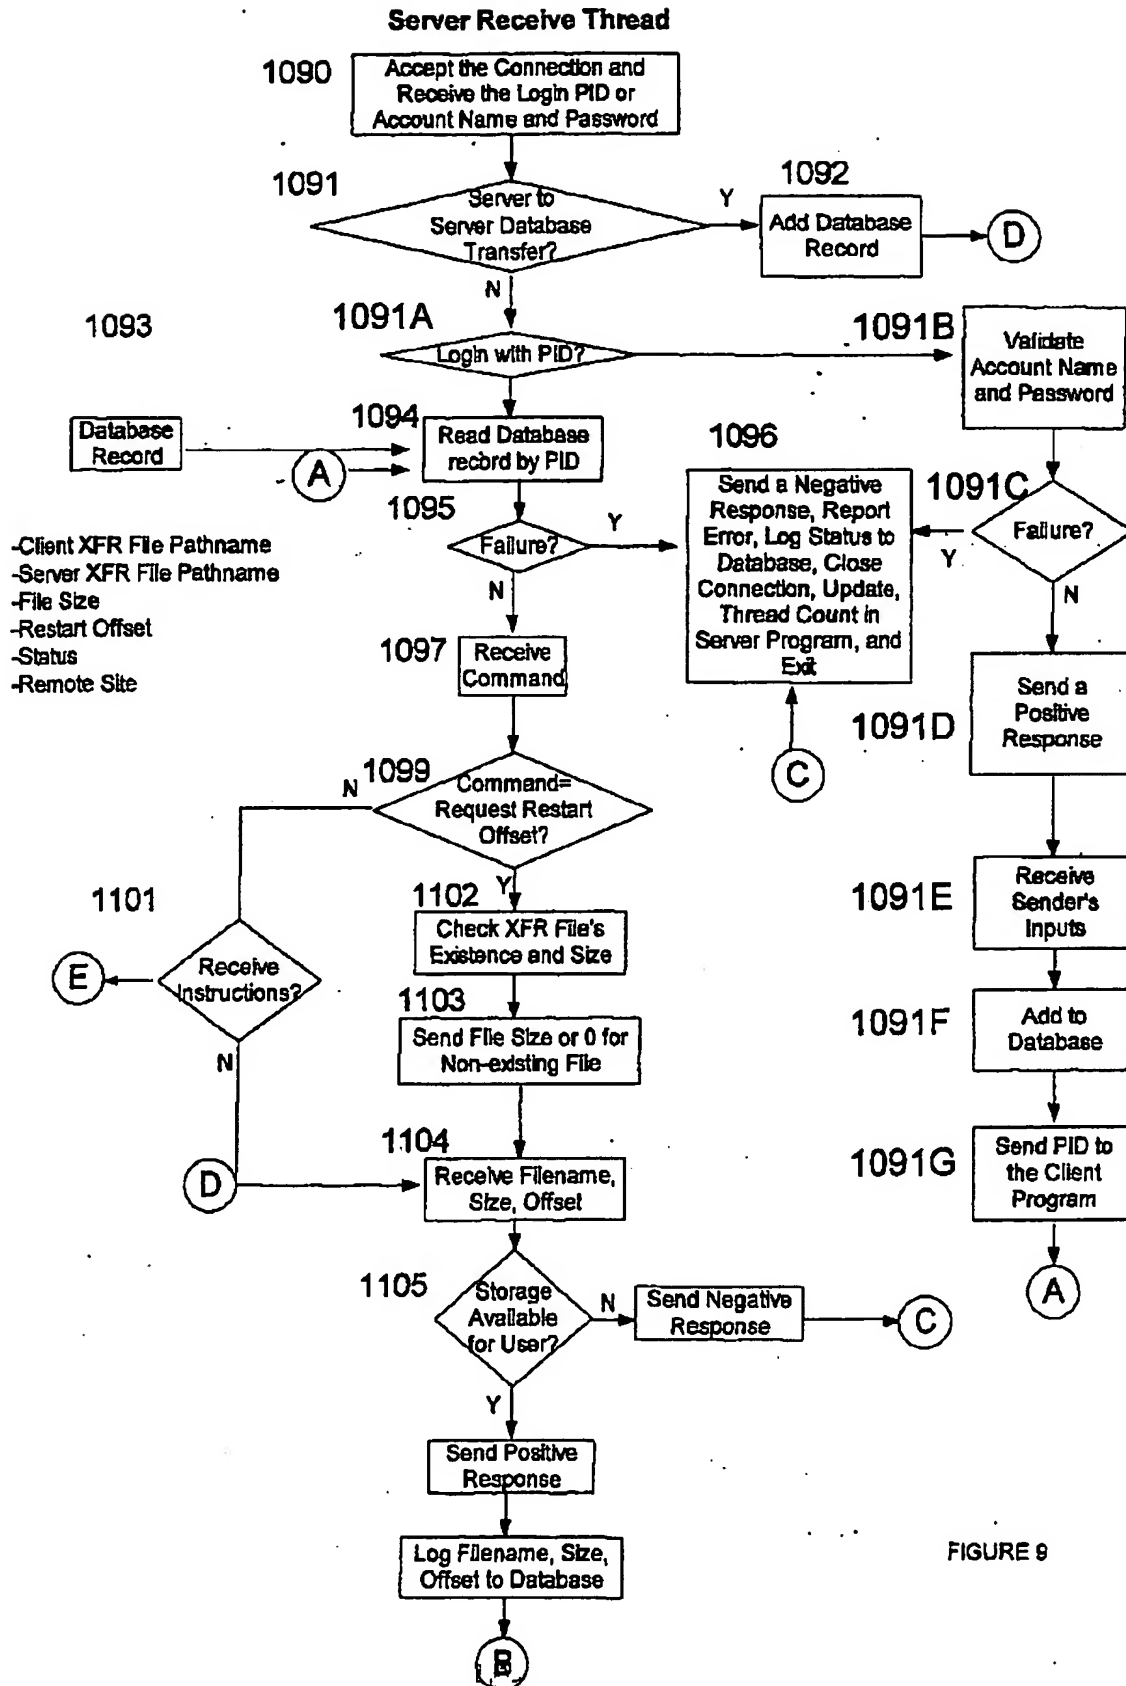 Server Receive Thread
1090
Accept the Connection and
Receive the Login PID or
Account Name and Password
1091
Server to
Server Database
Transfer?
Y
1092
Add Database
Record
D
N
1093
1091A
Login with PID?
1091B
Validate
Account Name
and Password
Database
Record
A
1094
Read Database
record by PID
1095
Failure?
Y
N
1096
Send a Negative
Response, Report
Error, Log Status to
Database, Close
Connection, Update,
Thread Count in
Server Program, and
Exit
C
1091C
Failure?
Y
N
-Client XFR File Pathname
-Server XFR File Pathname
-File Size
-Restart Offset
-Status
-Remote Site
1097
Receive
Command
1091D
Send a
Positive
Response
1099
Command=
Request Restart
Offset?
N
Y
1091E
Receive
Sender's
Inputs
1101
Receive
Instructions?
E
N
1102
Check XFR File's
Existence and Size
1103
Send File Size or 0 for
Non-existing File
1091F
Add to
Database
1091G
Send PID to
the Client
Program
A
D
1104
Receive Filename,
Size, Offset
1105
Storage
Available
for User?
N
Send Negative
Response
C
Y
Send Positive
Response
Log Filename, Size,
Offset to Database
B
FIGURE 9